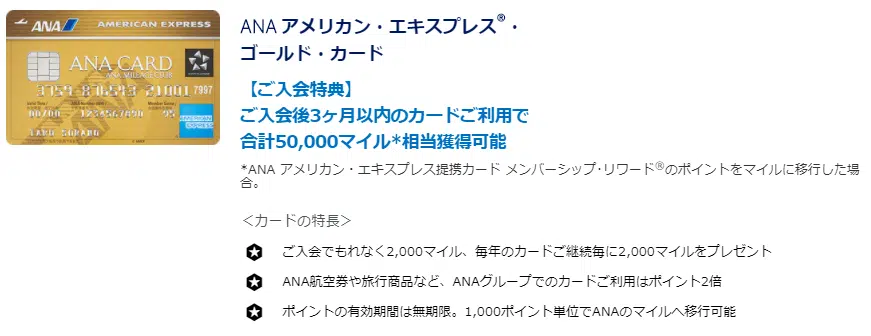 ANA
AMERICAN EXPRESS
ANA CARD
ANA MILEAGE CLUB
7997
AMERICAN EXPRESS
TARO SORANO
ANA アメリカン・エキスプレス®・
ゴールド・カード
【ご入会特典】
ご入会後3ヶ月以内のカードご利用で
合計50,000マイル*相当獲得可能
*ANA アメリカン・エキスプレス提携カード メンバーシップ･リワード®のポイントをマイルに移行した場
合。
＜カードの特長＞
ご入会でもれなく2,000マイル、毎年のカードご継続毎に2,000マイルをプレゼント
ANA航空券や旅行商品など、ANAグループでのカードご利用はポイント2倍
ポイントの有効期間は無期限。1,000ポイント単位でANAのマイルへ移行可能